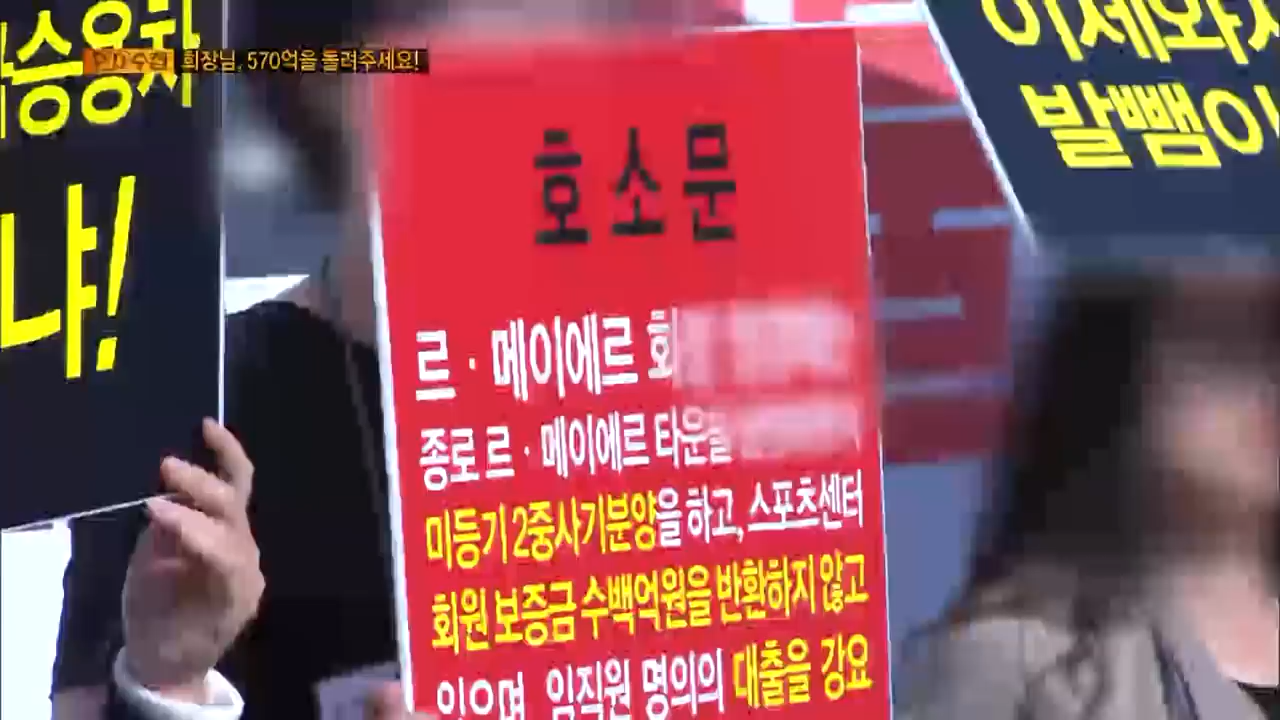 PD수첩 회장님, 570억을 돌려주세요!
승용차
냐!
호소문
르·메이에르 회
종로 르·메이에르 타운을
미등기 2중사기분양을 하고, 스포츠센터
회원 보증금 수백억원을 반환하지 않고
있으며, 임직원 명의의 대출을 강요
이제와서
발뺌이